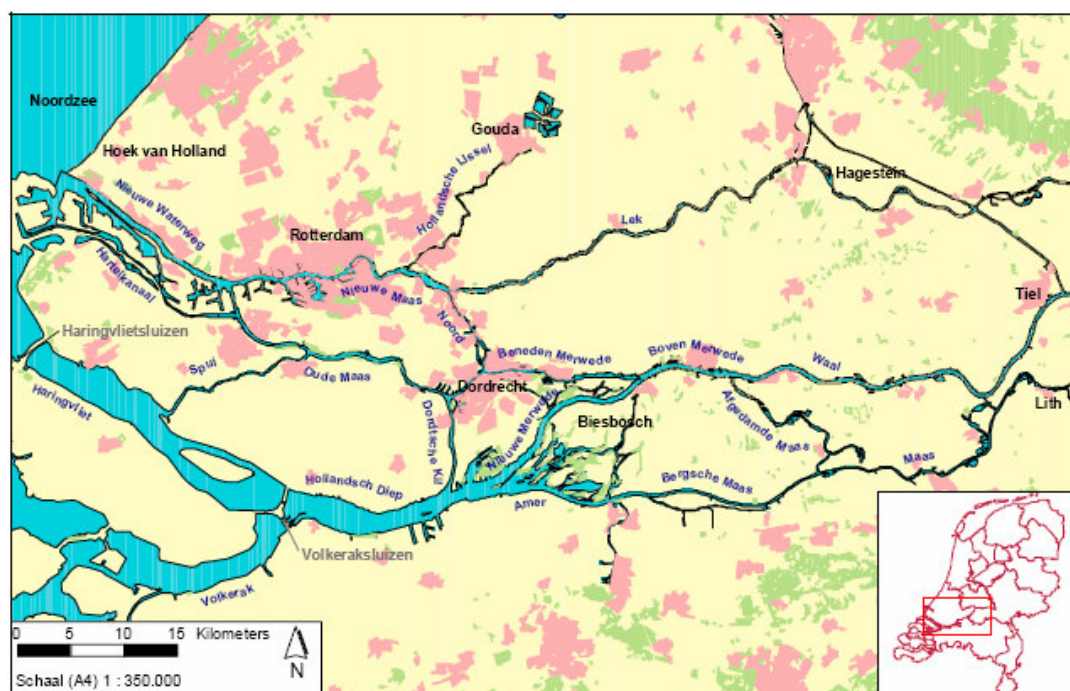 Noordzee
Hoek van Holland
Gouda
Hagestein
Nieuwe Waterweg
Hollandsche IJssel
Lek
Rotterdam
Hartelkanaal
Nieuwe Maas
Tiel
Noord
Haringvlietsluizen
Beneden Merwede
Boven Merwede
Waal
Spui
Oude Maas
Dordrecht
Lith
Haringvliet
Dordtsche Kil
Nieuwe Merwede
Biesbosch
Afgedamde Maas
Maas
Hollandsch Diep
Amer
Bergsche Maas
Volkeraksluizen
Volkerak
0 5 10 15 Kilometers
N
Schaal (A4) 1 : 350.000